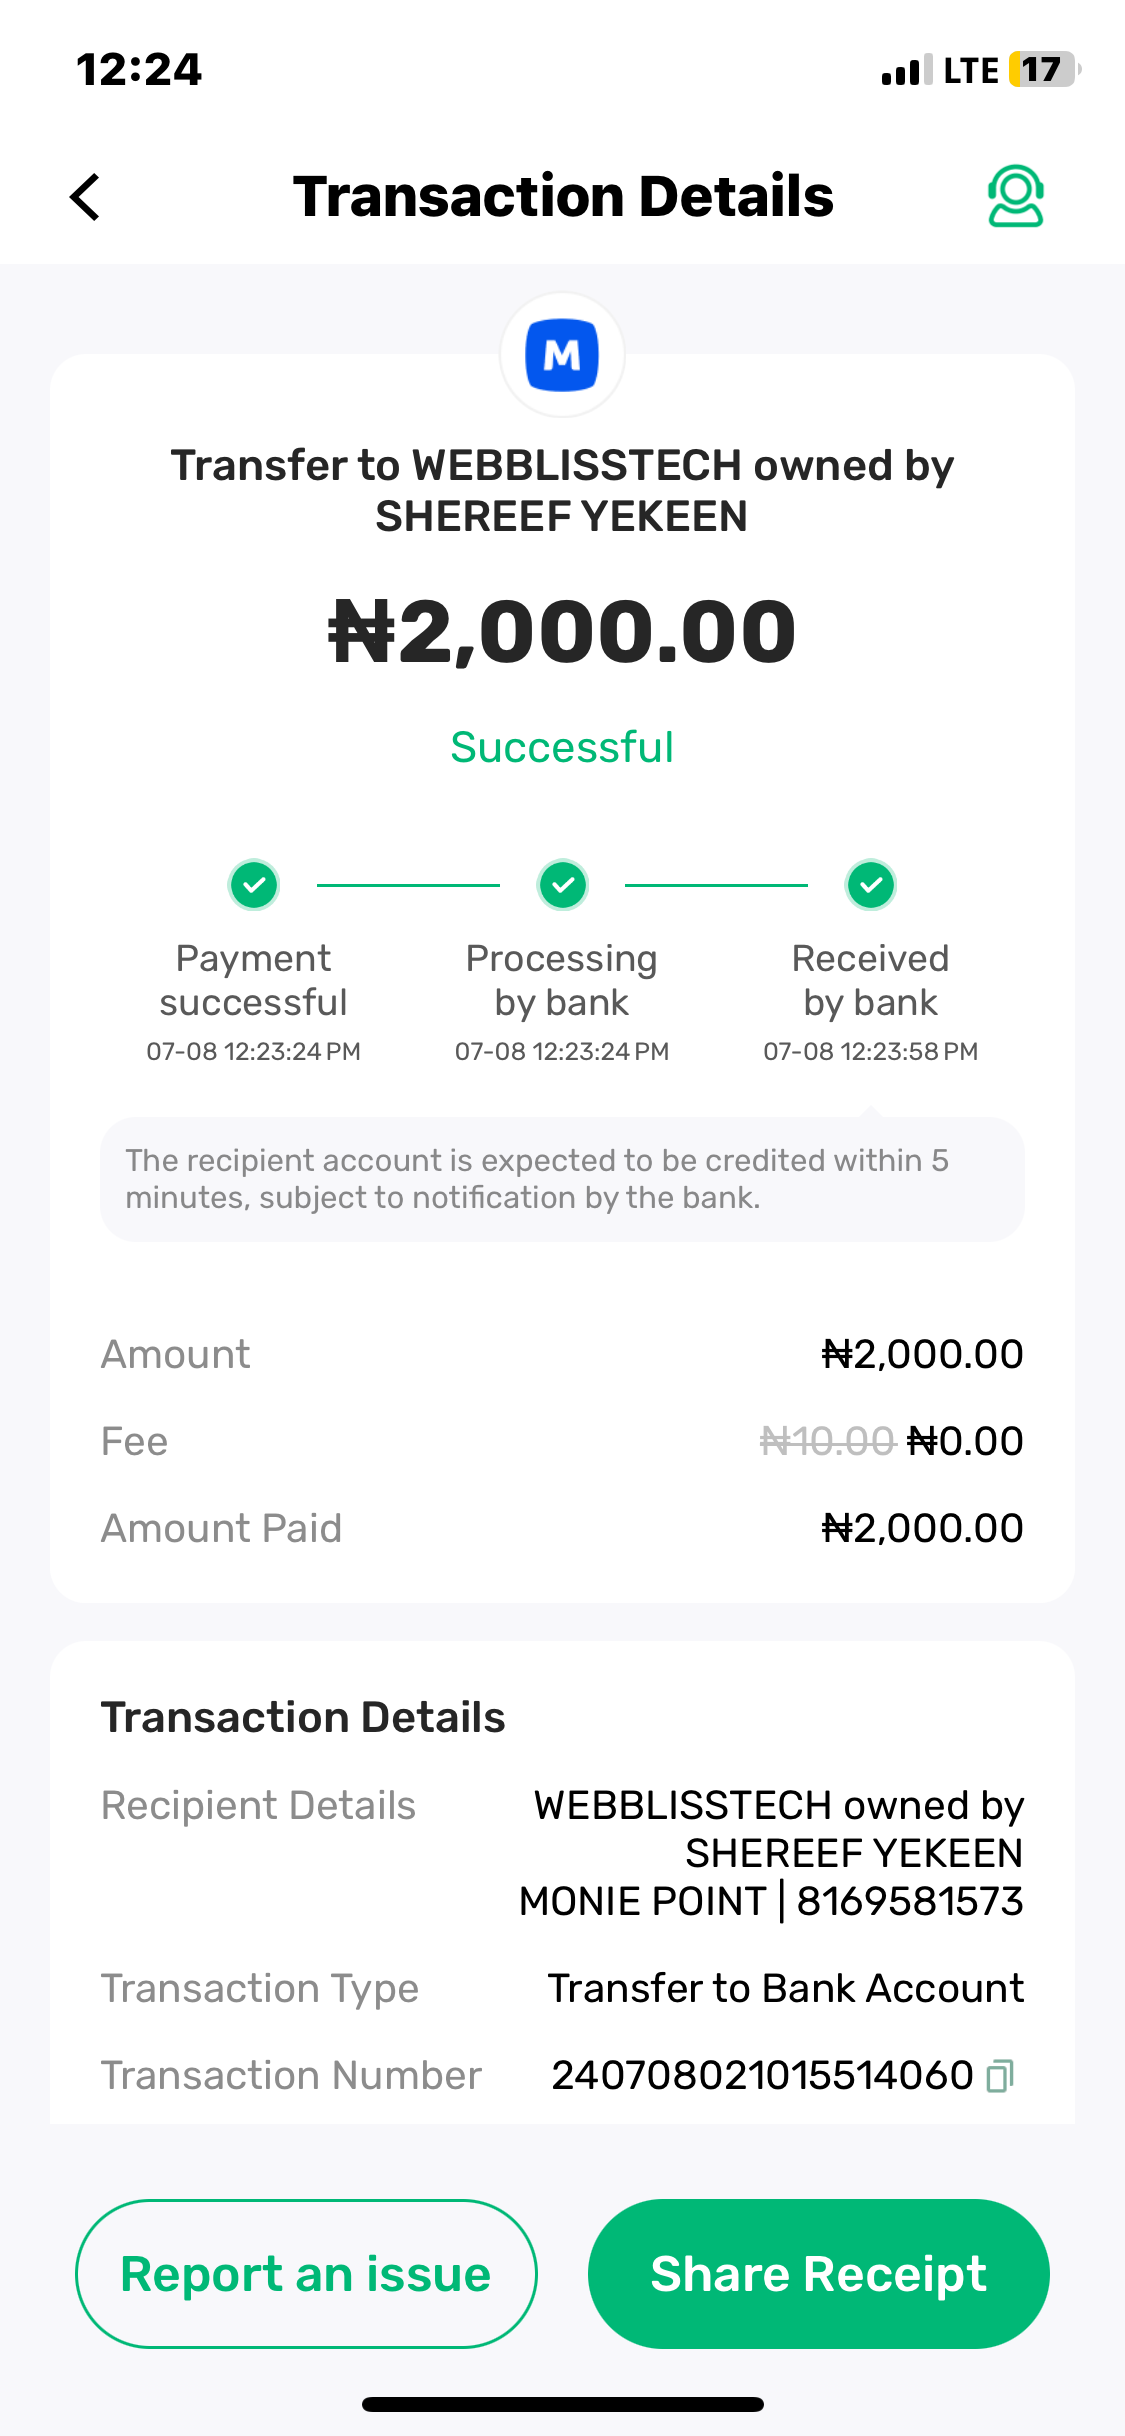 12:24
LTE 17
Transaction Details
M
Transfer to WEBBLISSTECH owned by
SHEREEF YEKEEN
₦2,000.00
Successful
Payment
successful
07-08 12:23:24 PM
Processing
by bank
07-08 12:23:24 PM
Received
by bank
07-08 12:23:58 PM
The recipient account is expected to be credited within 5
minutes, subject to notification by the bank.
Amount ₦2,000.00
Fee ₦10.00 ₦0.00
Amount Paid ₦2,000.00
Transaction Details
Recipient Details WEBBLISSTECH owned by
SHEREEF YEKEEN
MONIE POINT | 8169581573
Transaction Type Transfer to Bank Account
Transaction Number 240708021015514060
Report an issue Share Receipt